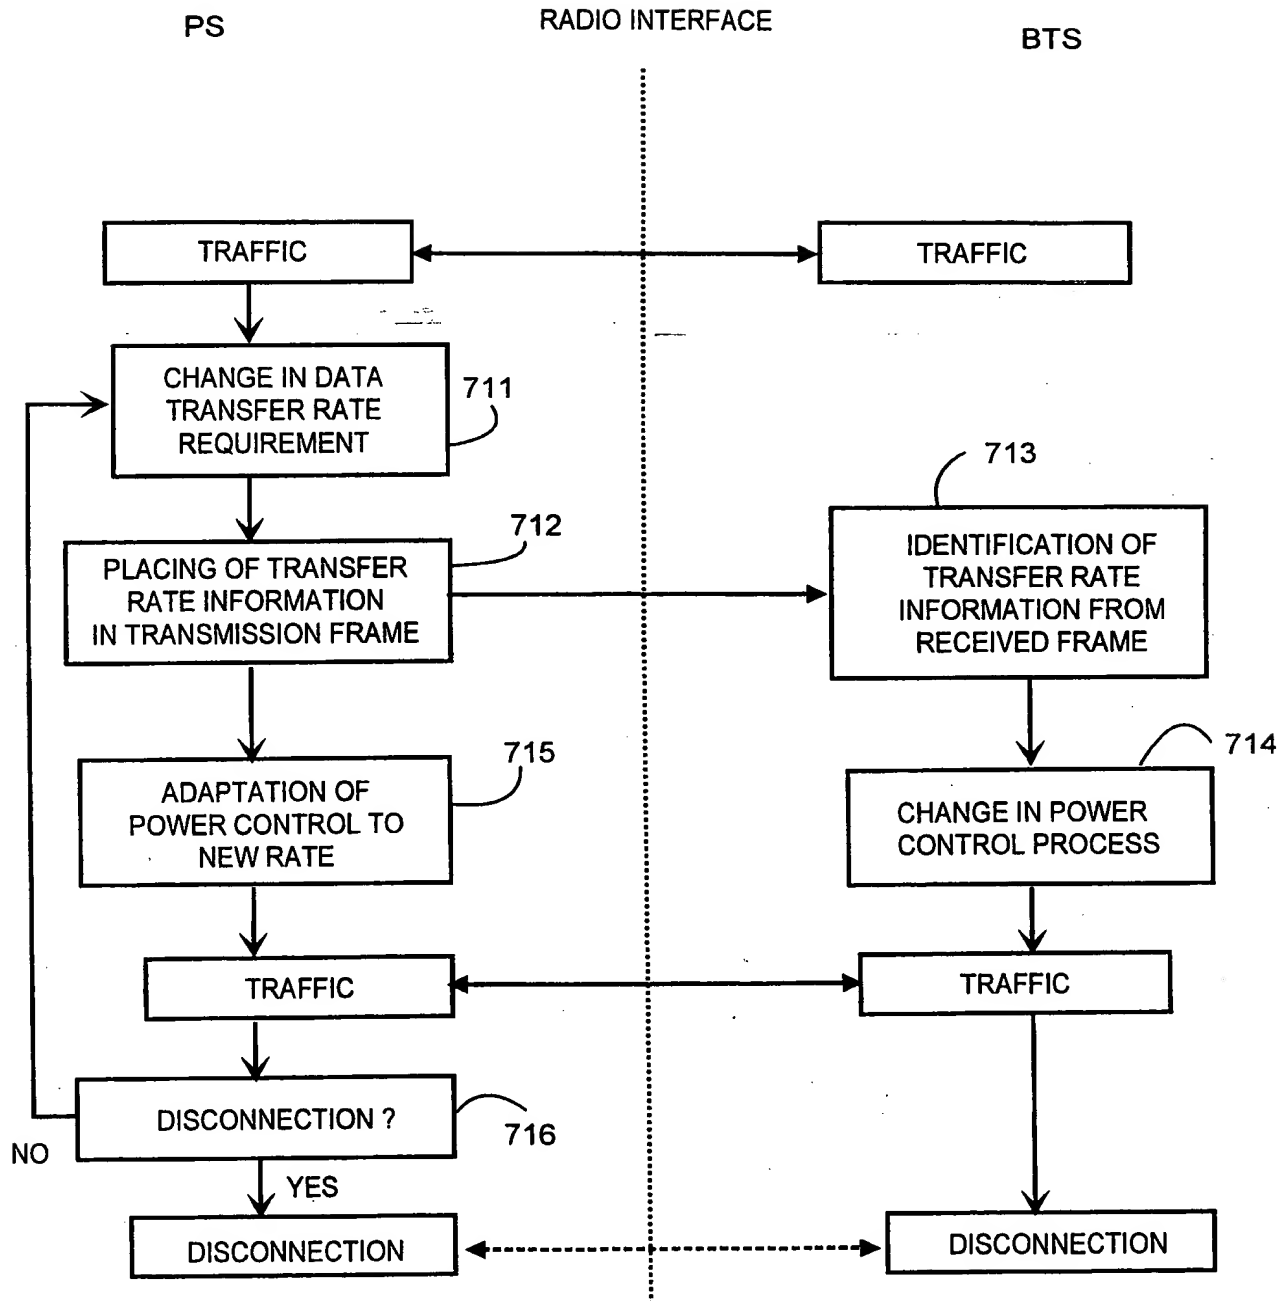 PS
RADIO INTERFACE
BTS
TRAFFIC
TRAFFIC
CHANGE IN DATA
TRANSFER RATE
REQUIREMENT
711
713
712
PLACING OF TRANSFER
RATE INFORMATION
IN TRANSMISSION FRAME
IDENTIFICATION OF
TRANSFER RATE
INFORMATION FROM
RECEIVED FRAME
715
714
ADAPTATION OF
POWER CONTROL TO
NEW RATE
CHANGE IN POWER
CONTROL PROCESS
TRAFFIC
TRAFFIC
DISCONNECTION ?
716
NO
YES
DISCONNECTION
DISCONNECTION